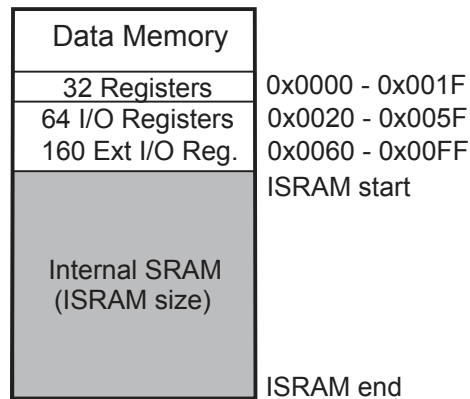 Data Memory
32 Registers 0x0000 - 0x001F
64 I/O Registers 0x0020 - 0x005F
160 Ext I/O Reg. 0x0060 - 0x00FF
ISRAM start
Internal SRAM
(ISRAM size)
ISRAM end